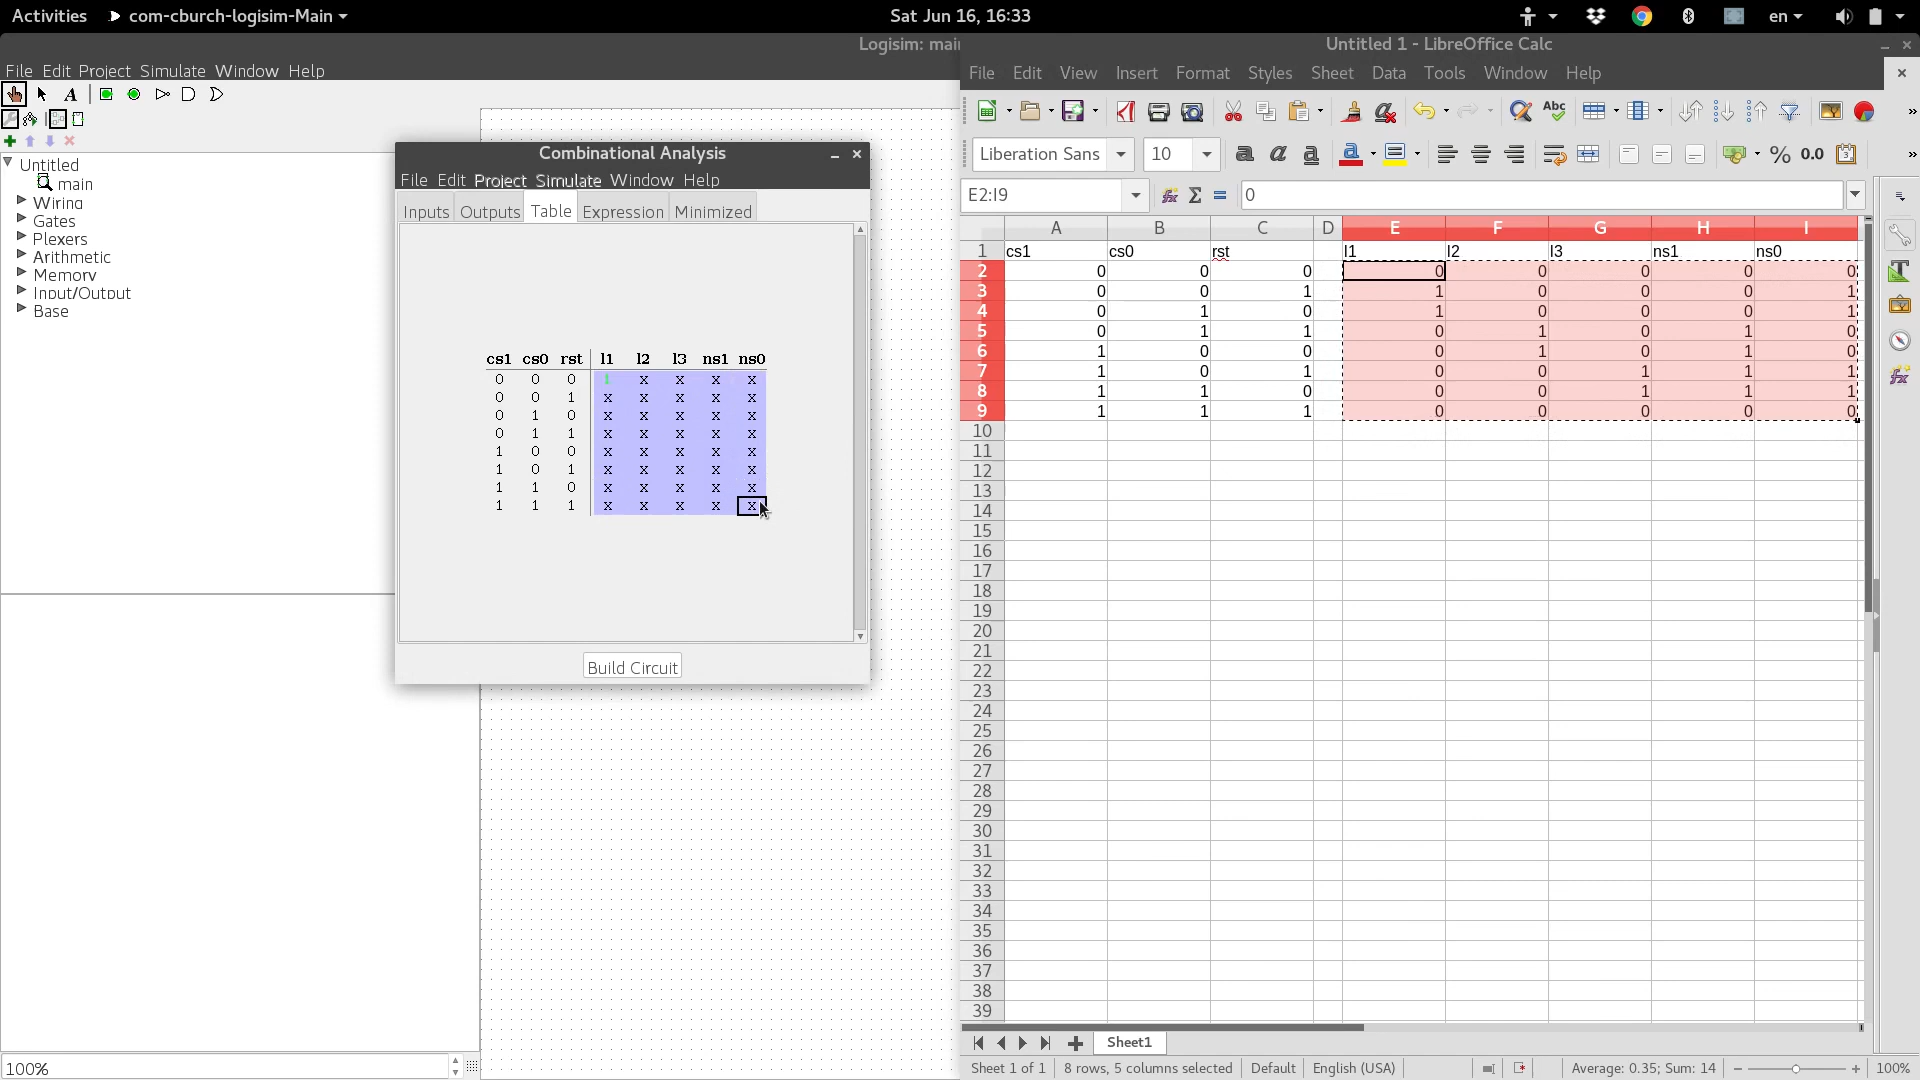 Activities com-cburch-logisim-Main Sat Jun 16, 16:33 en
Logisim: mai
File Edit Project Simulate Window Help
Untitled
main
Wiring
Gates
Plexers
Arithmetic
Memory
Input/Output
Base
100%
Combinational Analysis
File Edit Project Simulate Window Help
Inputs Outputs Table Expression Minimized
cs1 cs0 rst l1 l2 l3 ns1 ns0
0 0 0 x x x x
0 0 1 x x x x x
0 1 0 x x x x x
0 1 1 x x x x x
1 0 0 x x x x x
1 0 1 x x x x x
1 1 0 x x x x x
1 1 1 x x x x x
Build Circuit
Untitled 1 - LibreOffice Calc
File Edit View Insert Format Styles Sheet Data Tools Window Help
Abc
Liberation Sans 10 a a a a % 0.0
E2:I9 fx Σ = 0
A B C D E F G H I
1 cs1 cs0 rst l1 l2 l3 ns1 ns0
2 0 0 0 0 0 0 0 0
3 0 0 1 1 0 0 0 1
4 0 1 0 1 0 0 0 1
5 0 1 1 0 1 0 1 0
6 1 0 0 0 1 0 1 0
7 1 0 1 0 0 1 1 1
8 1 1 0 0 0 1 1 1
9 1 1 1 0 0 0 0 0
10
11
12
13
14
15
16
17
18
19
20
21
22
23
24
25
26
27
28
29
30
31
32
33
34
35
36
37
38
39
Sheet1
Sheet 1 of 1 8 rows, 5 columns selected Default English (USA) Average: 0.35; Sum: 14 100%